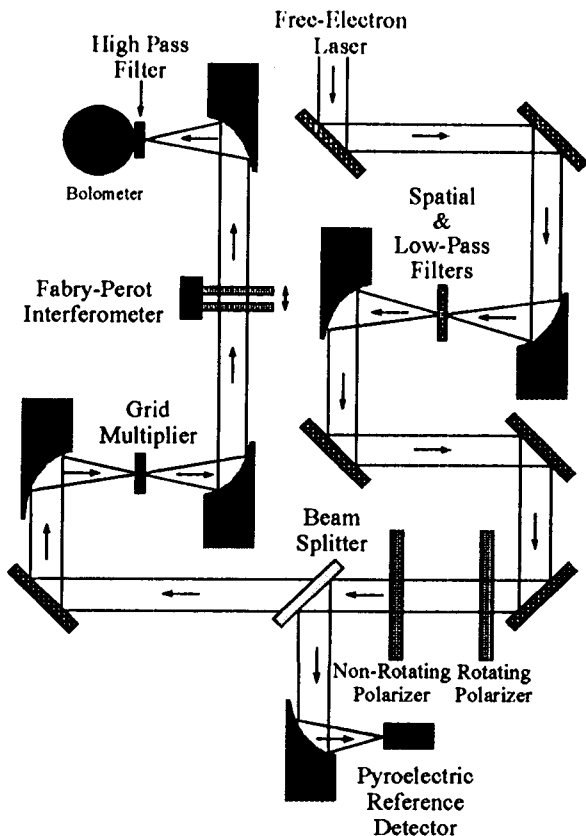 High Pass
Filter
Free-Electron
Laser
Bolometer
Spatial
&
Low-Pass
Filters
Fabry-Perot
Interferometer
Grid
Multiplier
Beam
Splitter
Non-Rotating
Polarizer
Rotating
Polarizer
Pyroelectric
Reference
Detector